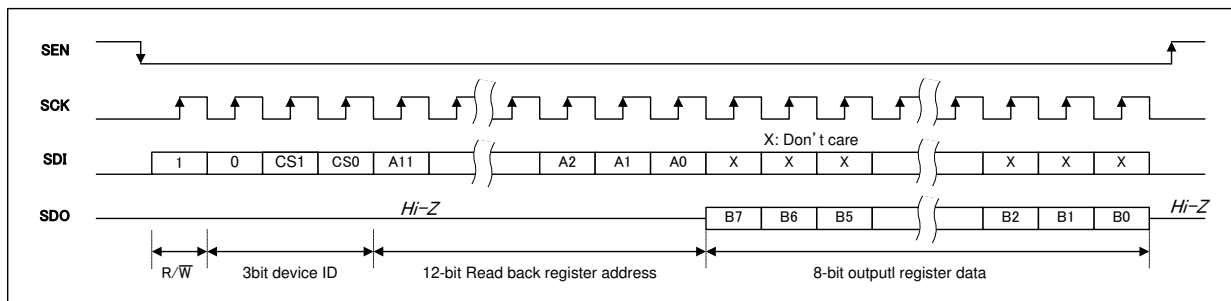 SEN
SCK
X: Don't care
SDI 1 0 CS1 CS0 A11 A2 A1 A0 X X X X X X
SDO Hi-Z B7 B6 B5 B2 B1 B0 Hi-Z
R/W̅ 3bit device ID 12-bit Read back register address 8-bit outputl register data